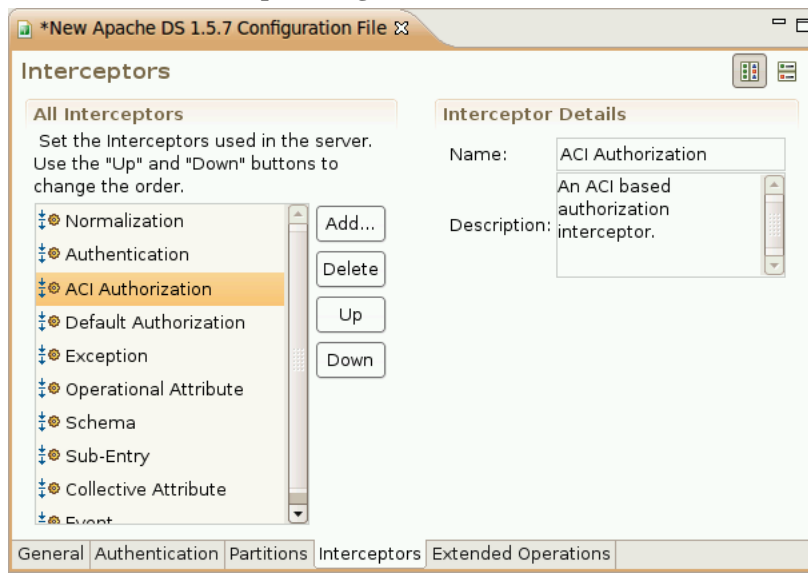 *New Apache DS 1.5.7 Configuration File
Interceptors
All Interceptors
Set the Interceptors used in the server.
Use the "Up" and "Down" buttons to
change the order.
Normalization
Authentication
ACI Authorization
Default Authorization
Exception
Operational Attribute
Schema
Sub-Entry
Collective Attribute
Event
Add...
Delete
Up
Down
Interceptor Details
Name: ACI Authorization
Description: An ACI based
authorization
interceptor.
General Authentication Partitions Interceptors Extended Operations